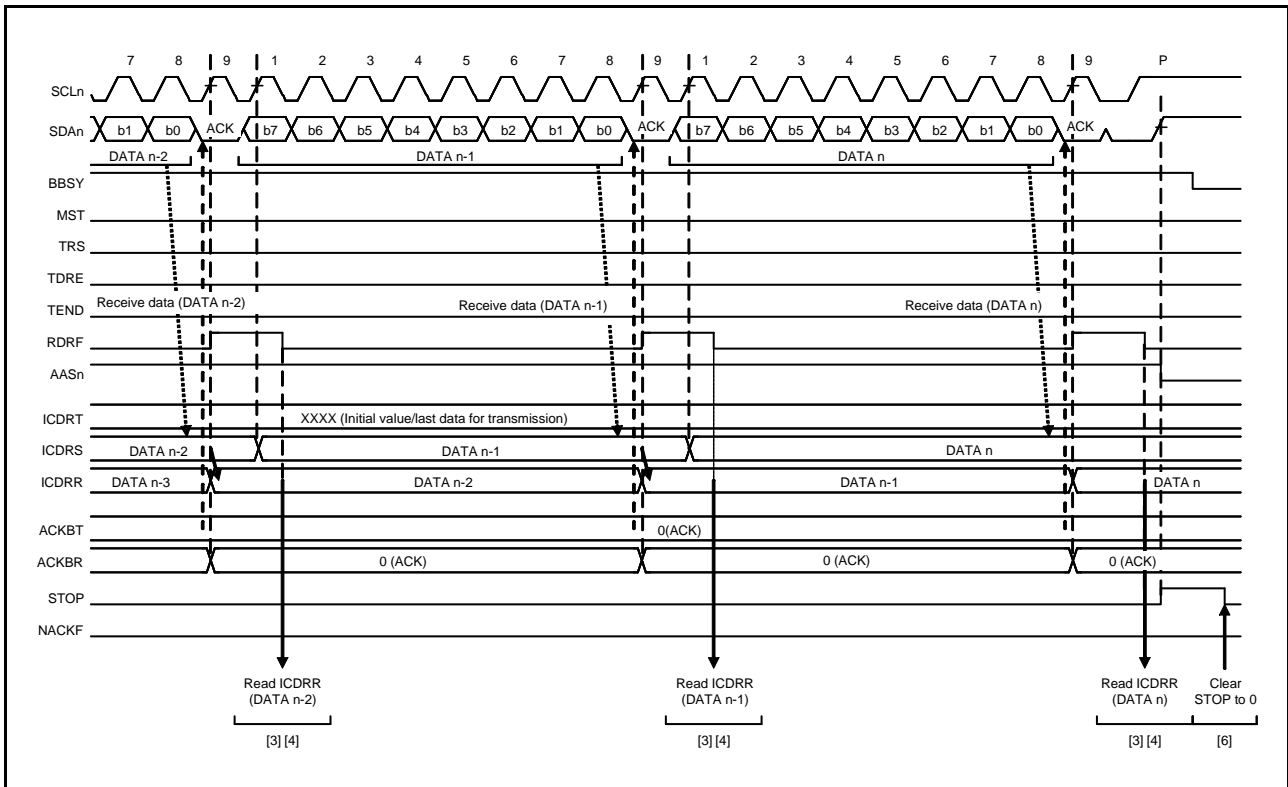 7 8 9 1 2 3 4 5 6 7 8 9 1 2 3 4 5 6 7 8 9 P
SCLn
SDAn b1 b0 ACK b7 b6 b5 b4 b3 b2 b1 b0 ACK b7 b6 b5 b4 b3 b2 b1 b0 ACK
DATA n-2 DATA n-1 DATA n
BBSY
MST
TRS
TDRE
Receive data (DATA n-2) Receive data (DATA n-1) Receive data (DATA n)
TEND
RDRF
AASn
ICDRT XXXX (Initial value/last data for transmission)
ICDRS DATA n-2 DATA n-1 DATA n
ICDRR DATA n-3 DATA n-2 DATA n-1 DATA n
ACKBT 0(ACK)
ACKBR 0 (ACK) 0 (ACK) 0 (ACK)
STOP
NACKF
Read ICDRR Read ICDRR Read ICDRR Clear
(DATA n-2) (DATA n-1) (DATA n) STOP to 0
[3] [4] [3] [4] [3] [4] [6]